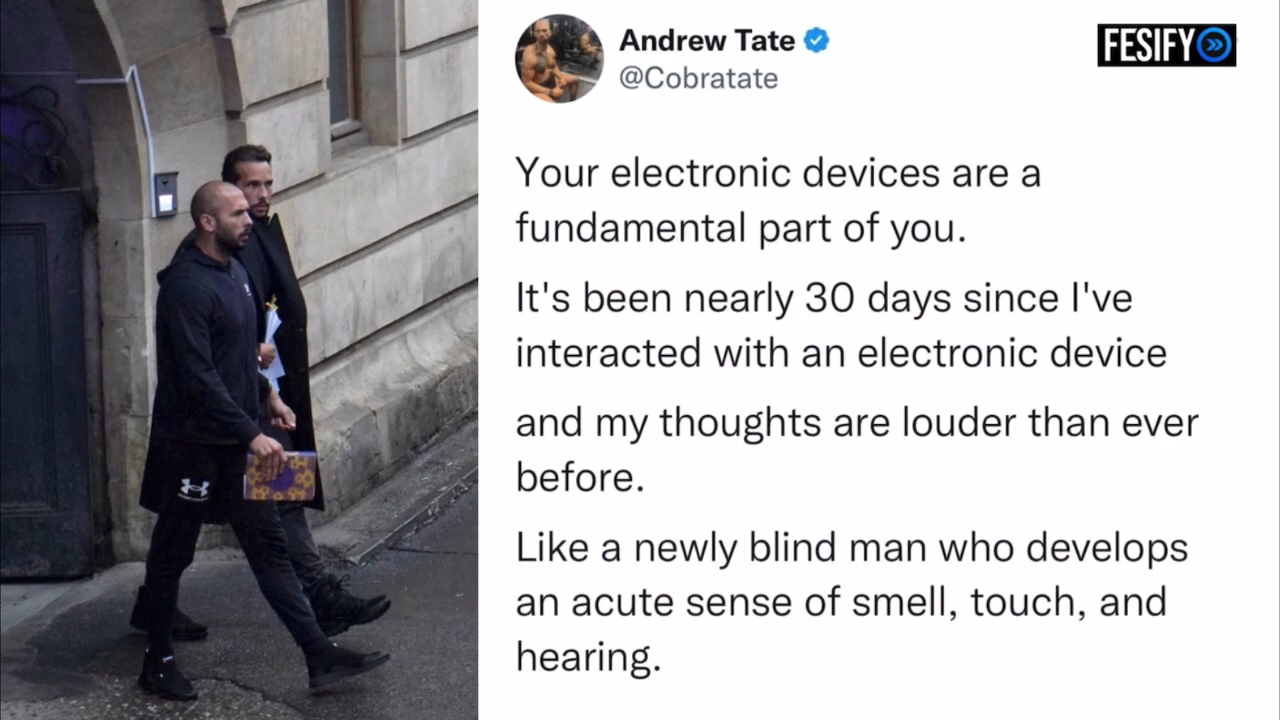 Andrew Tate
FESIFY
@Cobratate
Your electronic devices are a
fundamental part of you.
It's been nearly 30 days since I've
interacted with an electronic device
and my thoughts are louder than ever
before.
Like a newly blind man who develops
an acute sense of smell, touch, and
hearing.